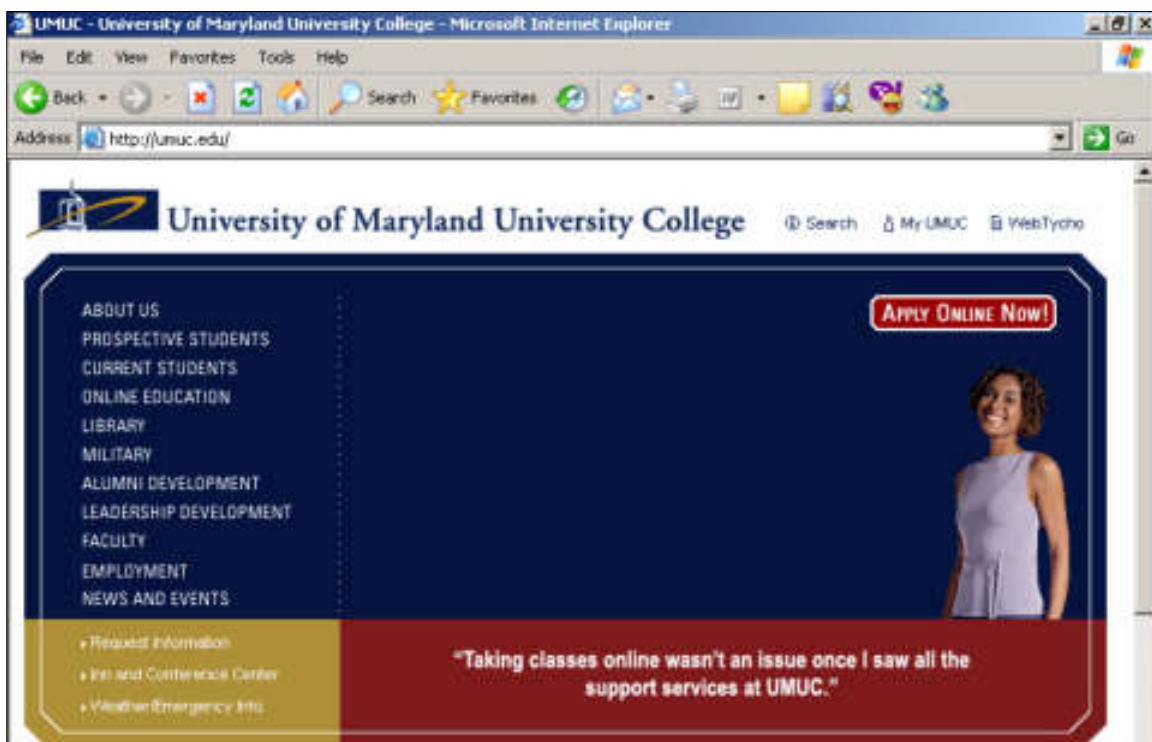 UMUC - University of Maryland University College - Microsoft Internet Explorer
File Edit View Favorites Tools Help
Back Search Favorites
Address http://umuc.edu/ Go
University of Maryland University College Search My UMUC WebTycho
APPLY ONLINE NOW!
ABOUT US
PROSPECTIVE STUDENTS
CURRENT STUDENTS
ONLINE EDUCATION
LIBRARY
MILITARY
ALUMNI DEVELOPMENT
LEADERSHIP DEVELOPMENT
FACULTY
EMPLOYMENT
NEWS AND EVENTS
Request Information
Inn and Conference Center
Weather/Emergency Info
“Taking classes online wasn't an issue once I saw all the
support services at UMUC.”